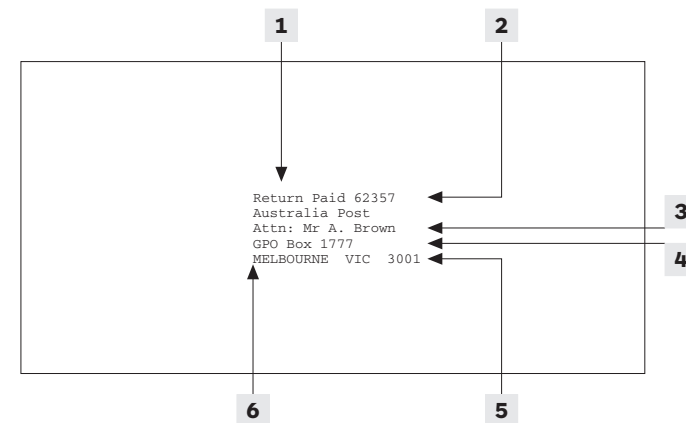 1 2
Return Paid 62357
Australia Post
3
Attn: Mr A. Brown
GPO Box 1777
4
MELBOURNE VIC 3001
6 5